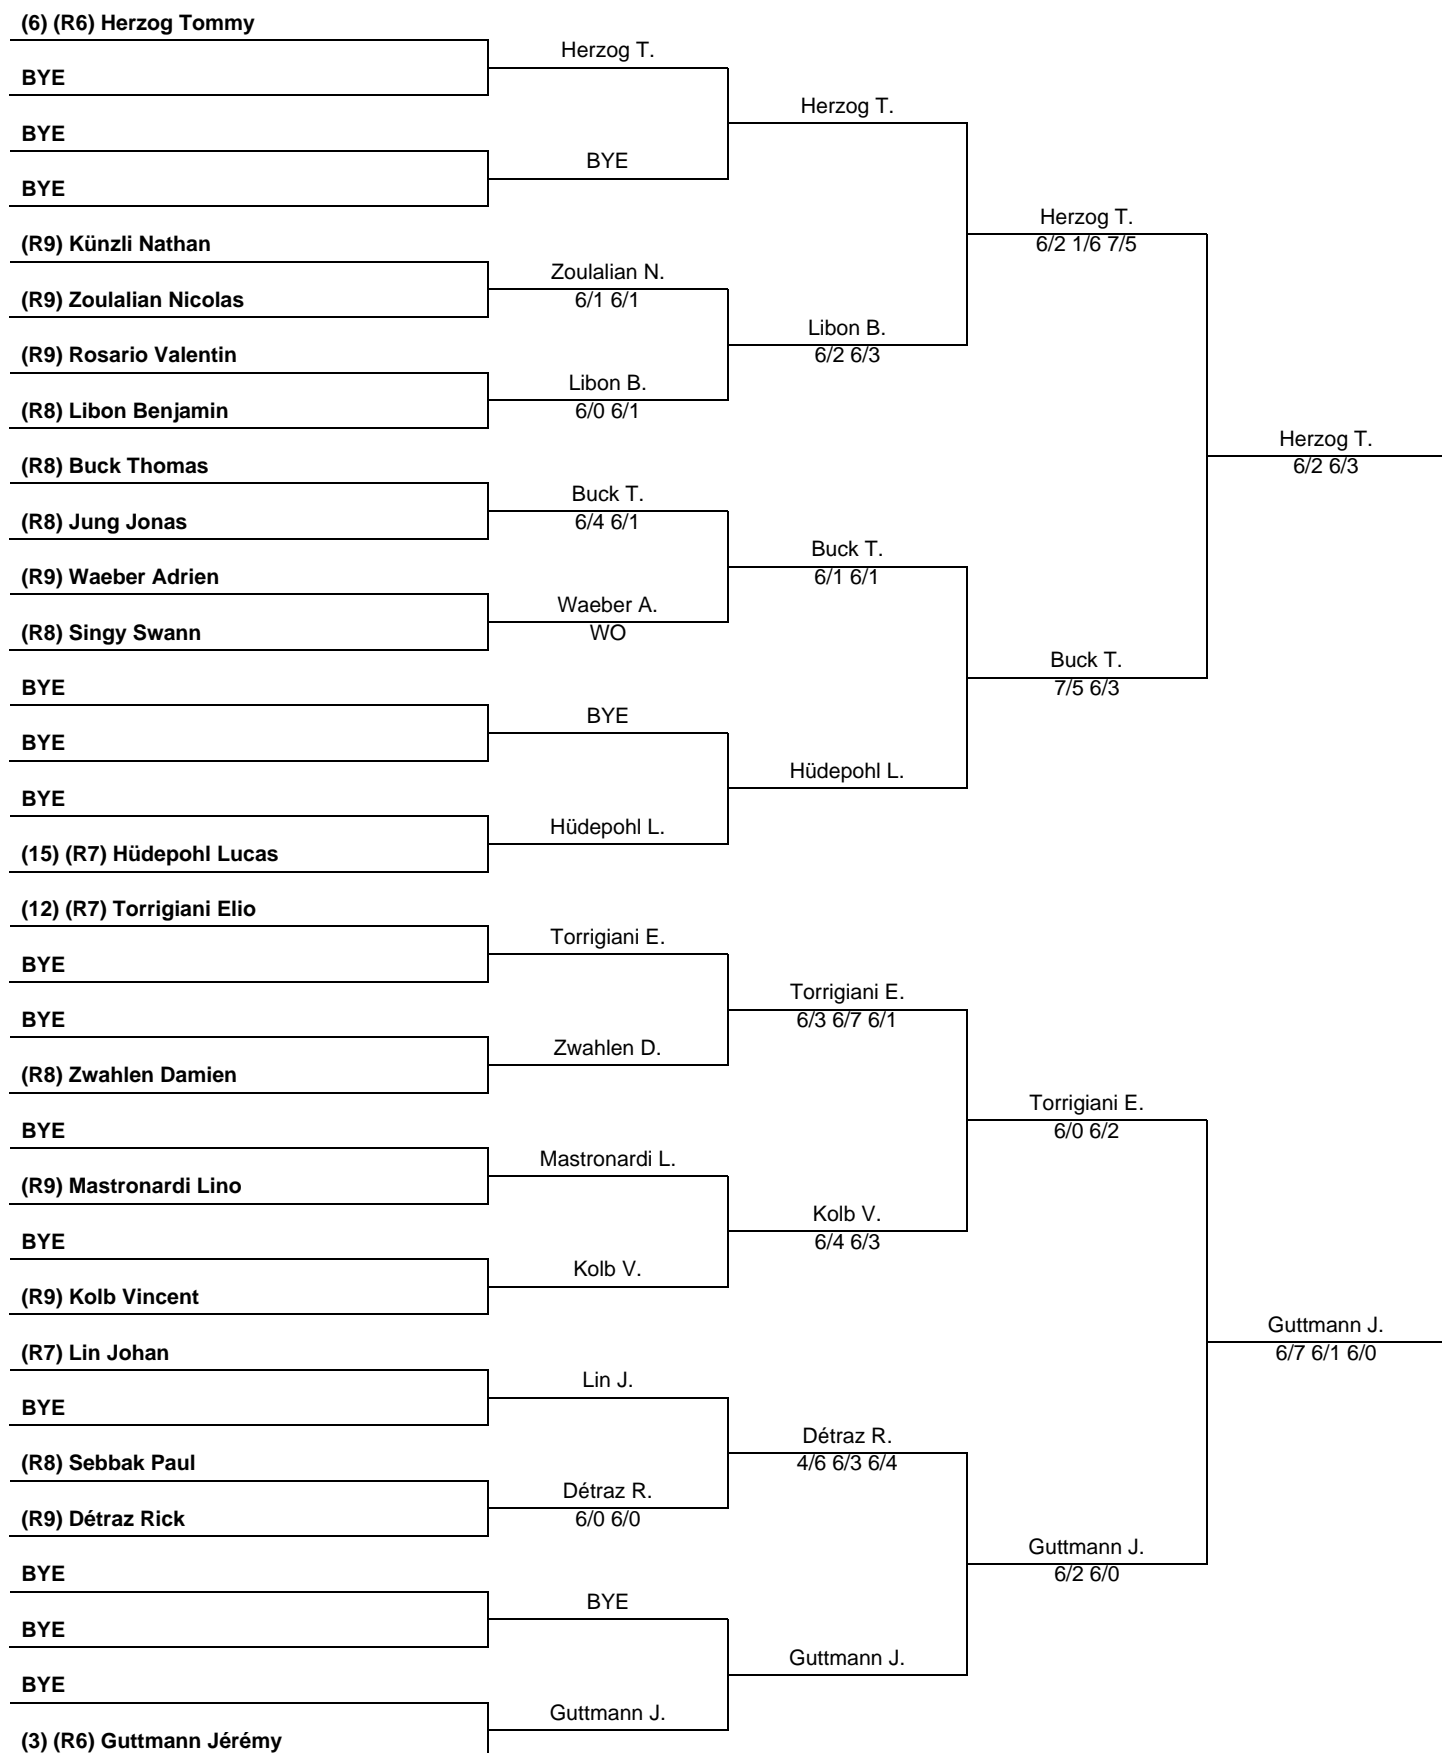 (6) (R6) Herzog Tommy
Herzog T.
BYE
Herzog T.
BYE
BYE
BYE
Herzog T.
6/2 1/6 7/5
(R9) Künzli Nathan
Zoulalian N.
6/1 6/1
(R9) Zoulalian Nicolas
Libon B.
6/2 6/3
(R9) Rosario Valentin
Libon B.
6/0 6/1
(R8) Libon Benjamin
Herzog T.
6/2 6/3
(R8) Buck Thomas
Buck T.
6/4 6/1
(R8) Jung Jonas
Buck T.
6/1 6/1
(R9) Waeber Adrien
Waeber A.
WO
(R8) Singy Swann
Buck T.
7/5 6/3
BYE
BYE
BYE
Hüdepohl L.
BYE
Hüdepohl L.
(15) (R7) Hüdepohl Lucas
(12) (R7) Torrigiani Elio
Torrigiani E.
BYE
Torrigiani E.
6/3 6/7 6/1
BYE
Zwahlen D.
(R8) Zwahlen Damien
Torrigiani E.
6/0 6/2
BYE
Mastronardi L.
(R9) Mastronardi Lino
Kolb V.
6/4 6/3
BYE
Kolb V.
(R9) Kolb Vincent
Guttmann J.
6/7 6/1 6/0
(R7) Lin Johan
Lin J.
BYE
Détraz R.
4/6 6/3 6/4
(R8) Sebbak Paul
Détraz R.
6/0 6/0
(R9) Détraz Rick
Guttmann J.
6/2 6/0
BYE
BYE
BYE
Guttmann J.
BYE
Guttmann J.
(3) (R6) Guttmann Jérémy